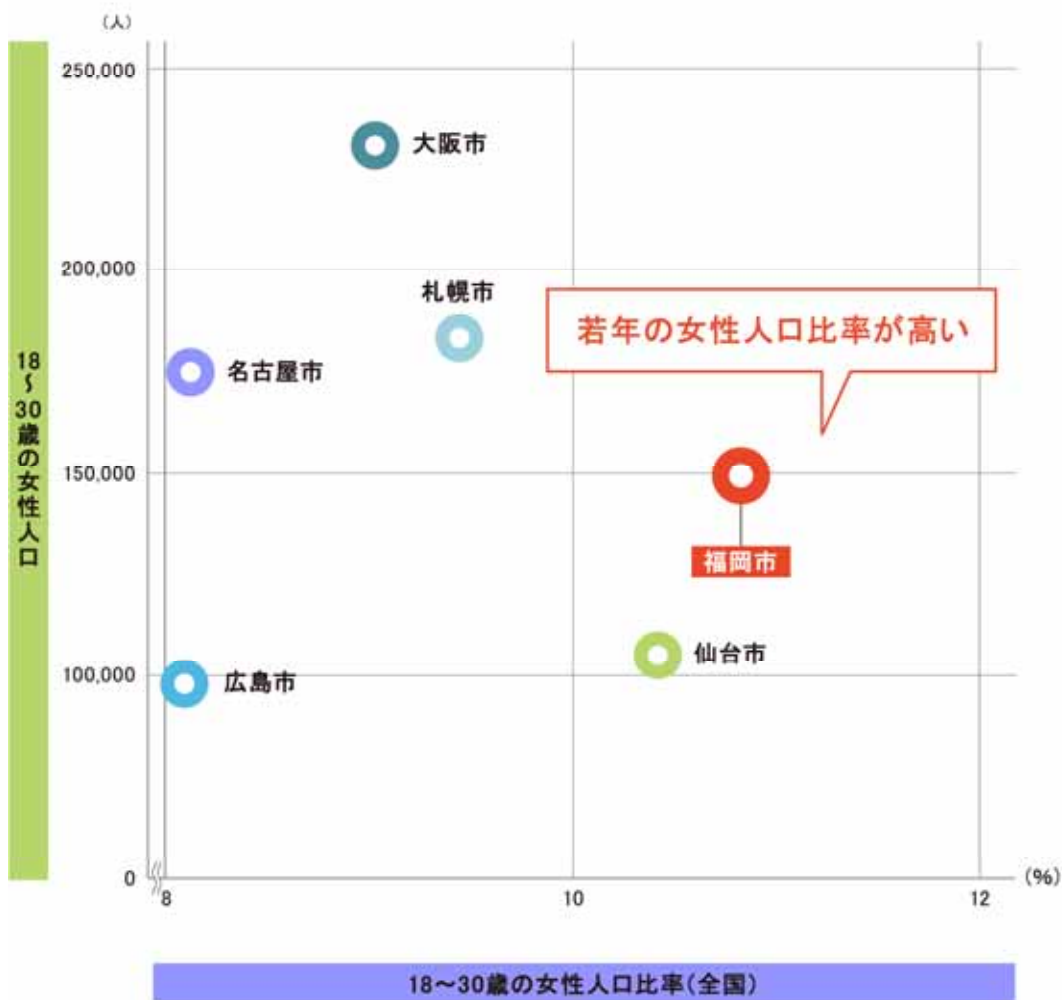 (人)
250,000
大阪市
200,000
札幌市
若年の女性人口比率が高い
名古屋市
18〜30歳の女性人口
150,000
福岡市
仙台市
100,000
広島市
0
8
10
12
(%)
18〜30歳の女性人口比率(全国)